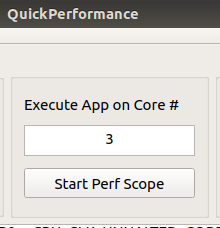 QuickPerformance
Execute App on Core #
3
Start Perf Scope